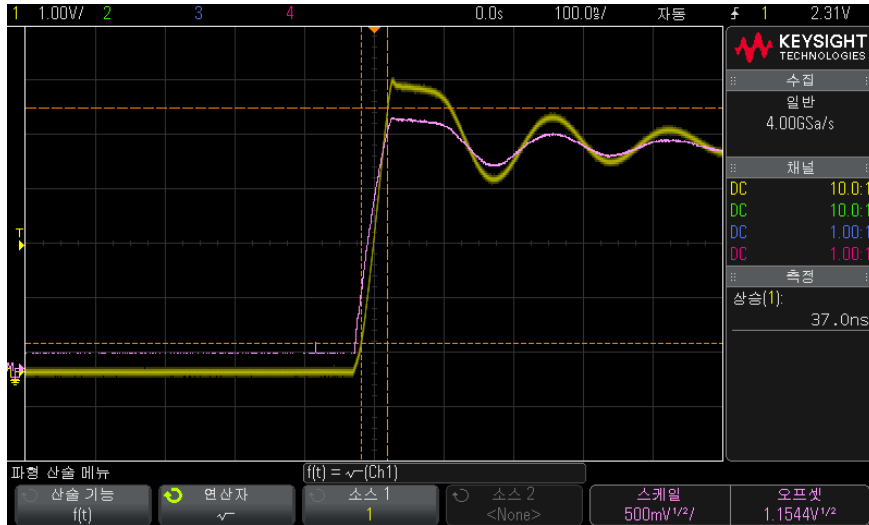 1 1.00V/ 2 3 4 0.0s 100.0ns/ 자동 1 2.31V
KEYSIGHT
TECHNOLOGIES
수집
일반
4.00GSa/s
채널
DC 10.0:1
DC 10.0:1
DC 1.00:1
DC 1.00:1
측정
상승(1):
37.0ns
T
파형 산술 메뉴
f(t) = √(Ch1)
산술 기능
f(t)
연산자
√
소스 1
1
소스 2
<None>
스케일
500mV¹/²/
오프셋
1.1544V¹/²